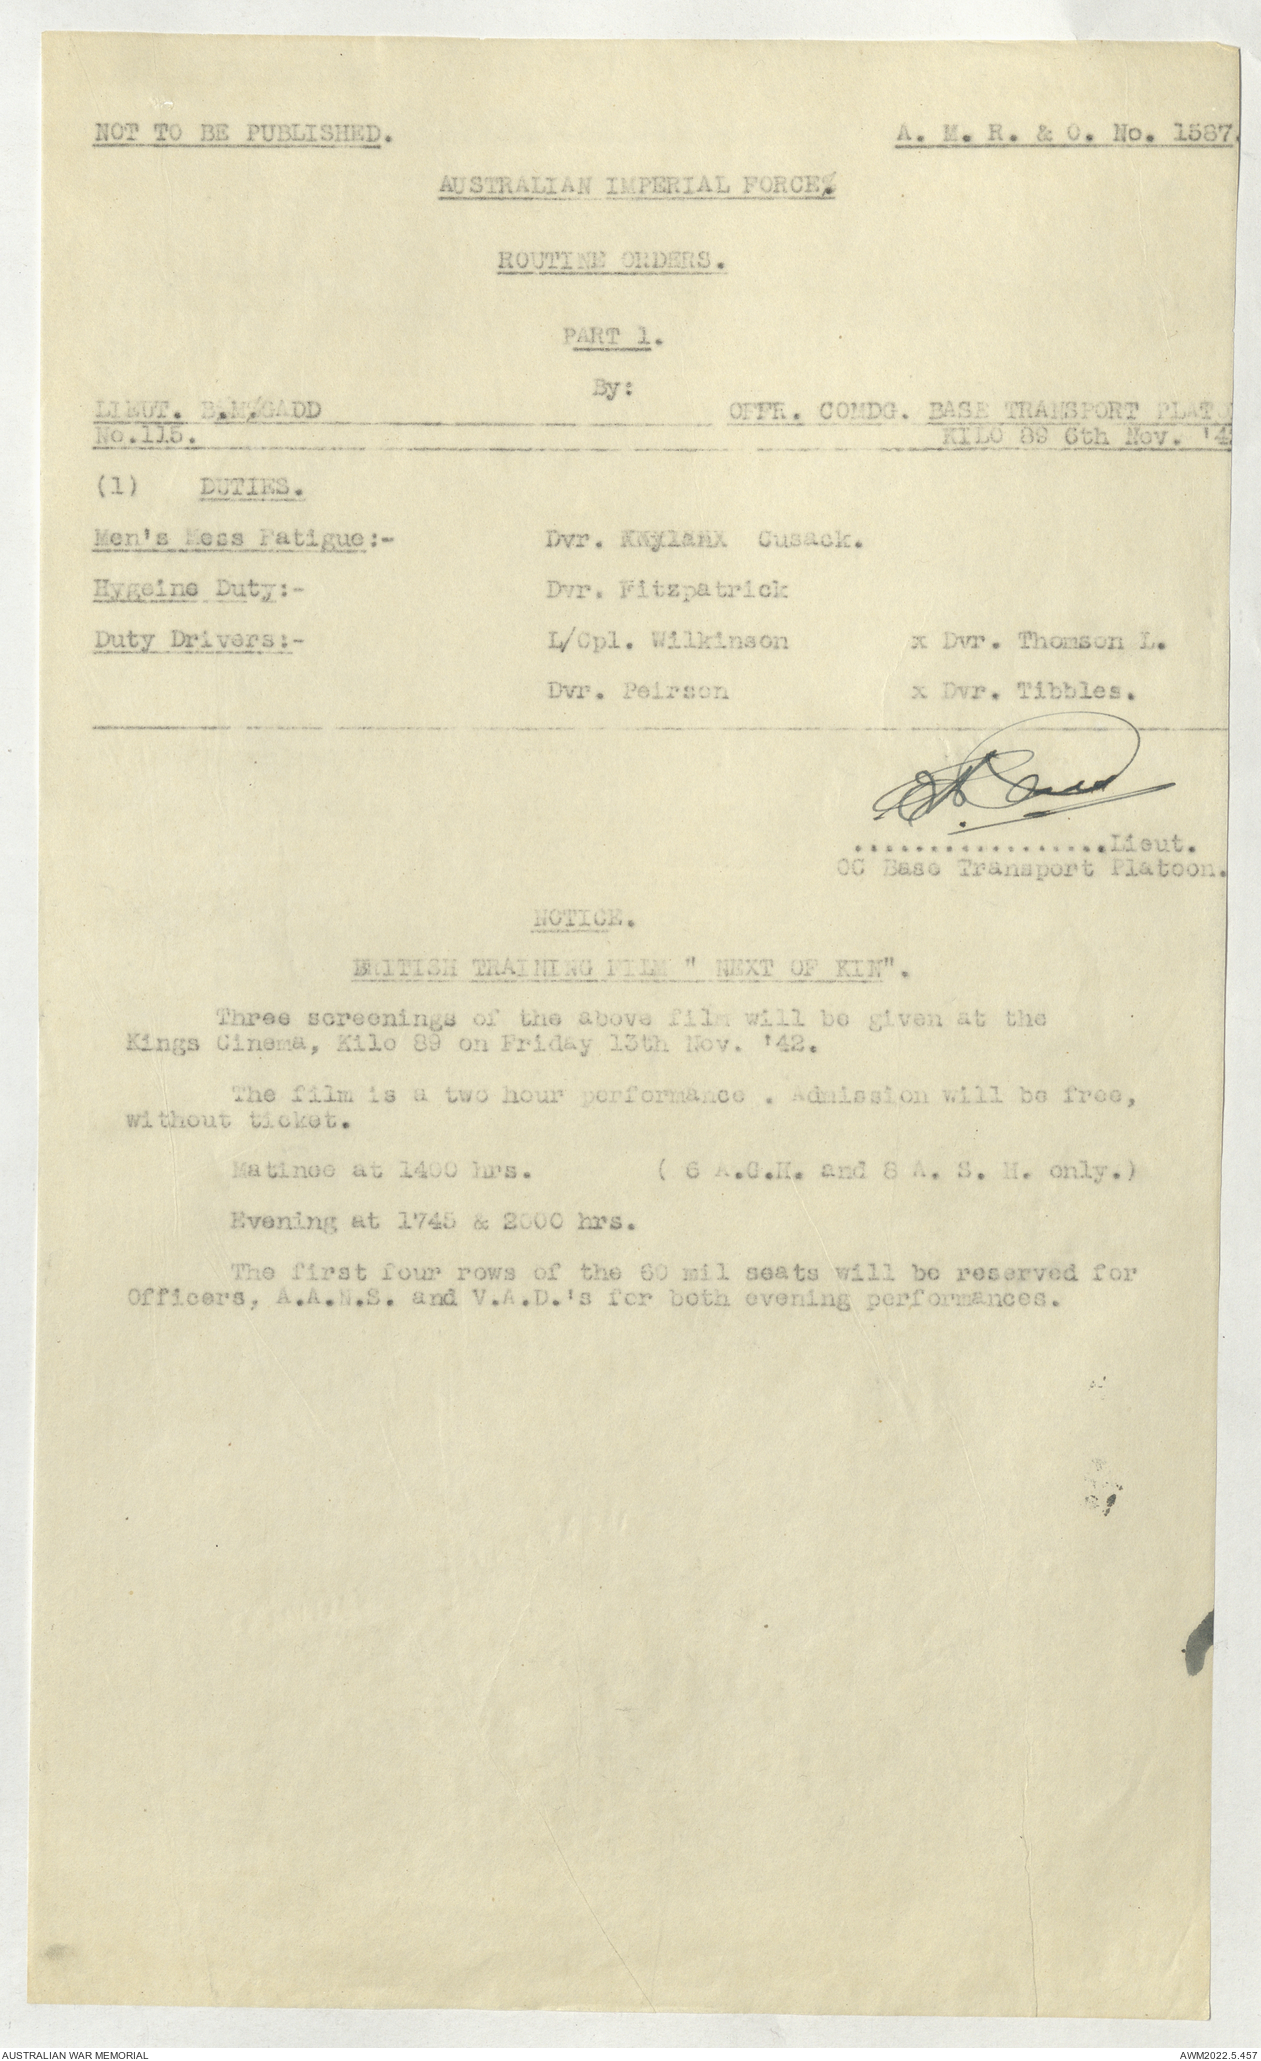 NOT TO BE PUBLISHED. A. M. R. & O. No. 1587.
AUSTRALIAN IMPERIAL FORCE.
ROUTINE ORDERS.
PART 1.
By:
LIEUT. B.M.GADD OFFR. COMDG. BASE TRANSPORT PLATO
No.115. KILO 89 6th Nov. '4
(1) DUTIES.
Men's Mess Fatigue:- Dvr. Cusack.
Hygeine Duty:- Dvr. Fitzpatrick
Duty Drivers:- L/Cpl. Wilkinson x Dvr. Thomson L.
Dvr. Peirson x Dvr. Tibbles.
..................Lieut.
OC Base Transport Platoon.
NOTICE.
BRITISH TRAINING FILM " NEXT OF KIN".
Three screenings of the above film will be given at the
Kings Cinema, Kilo 89 on Friday 13th Nov. '42.
The film is a two hour performance . Admission will be free,
without ticket.
Matinee at 1400 hrs. ( 6 A.G.H. and 8 A. S. H. only.)
Evening at 1745 & 2000 hrs.
The first four rows of the 60 mil seats will be reserved for
Officers, A.A.N.S. and V.A.D.'s for both evening performances.
AUSTRALIAN WAR MEMORIAL AWM2022.5.457